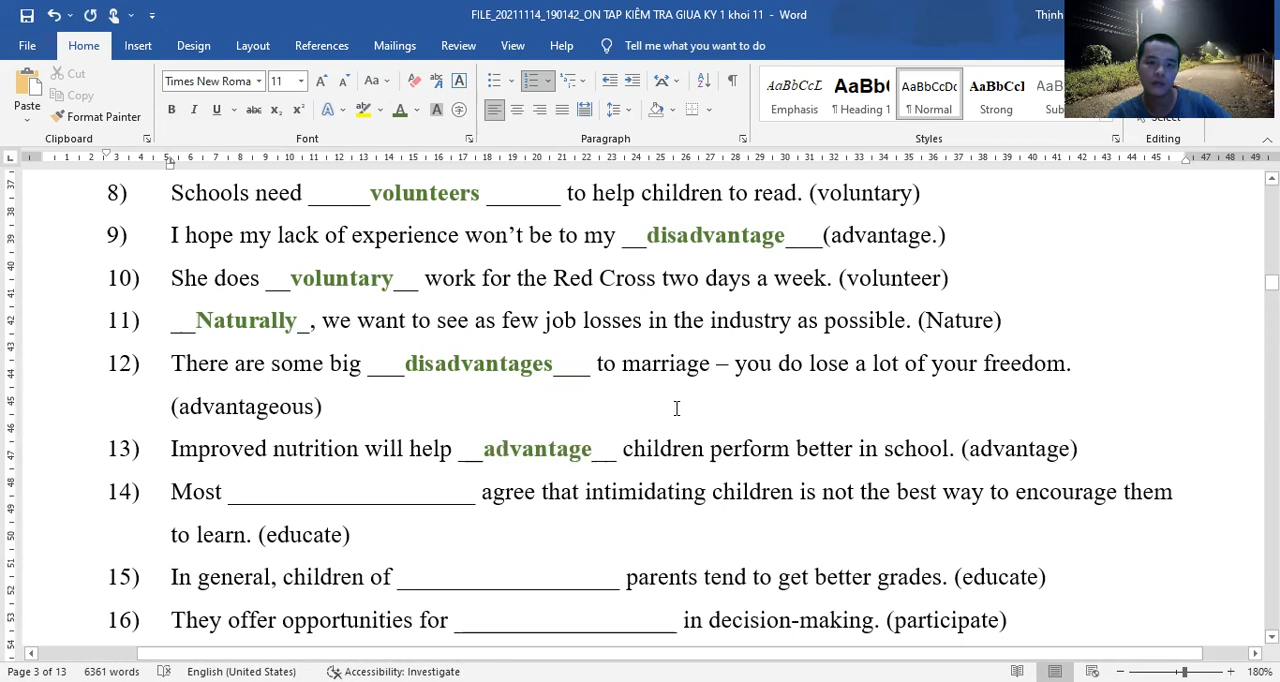 FILE_20211114_190142_ON TAP KIÊM TRA GIUA KY 1 khoi 11 - Word
Thịnh
File Home Insert Design Layout References Mailings Review View Help Tell me what you want to do
Paste
Cut
Copy
Format Painter
Times New Roma 11
AaBbCcL AaBb( AaBbCcDc AaBbCcI AaBbCcDc
Emphasis Heading 1 ¶ Normal Strong
Select
Clipboard Font Paragraph Styles Editing
8) Schools need _____volunteers ______ to help children to read. (voluntary)
9) I hope my lack of experience won’t be to my __disadvantage___(advantage.)
10) She does __voluntary__ work for the Red Cross two days a week. (volunteer)
11) __Naturally_, we want to see as few job losses in the industry as possible. (Nature)
12) There are some big ___disadvantages___ to marriage – you do lose a lot of your freedom.
(advantageous)
13) Improved nutrition will help __advantage__ children perform better in school. (advantage)
14) Most ____________________ agree that intimidating children is not the best way to encourage them
to learn. (educate)
15) In general, children of __________________ parents tend to get better grades. (educate)
16) They offer opportunities for __________________ in decision-making. (participate)
Page 3 of 13 6361 words English (United States) Accessibility: Investigate 180%